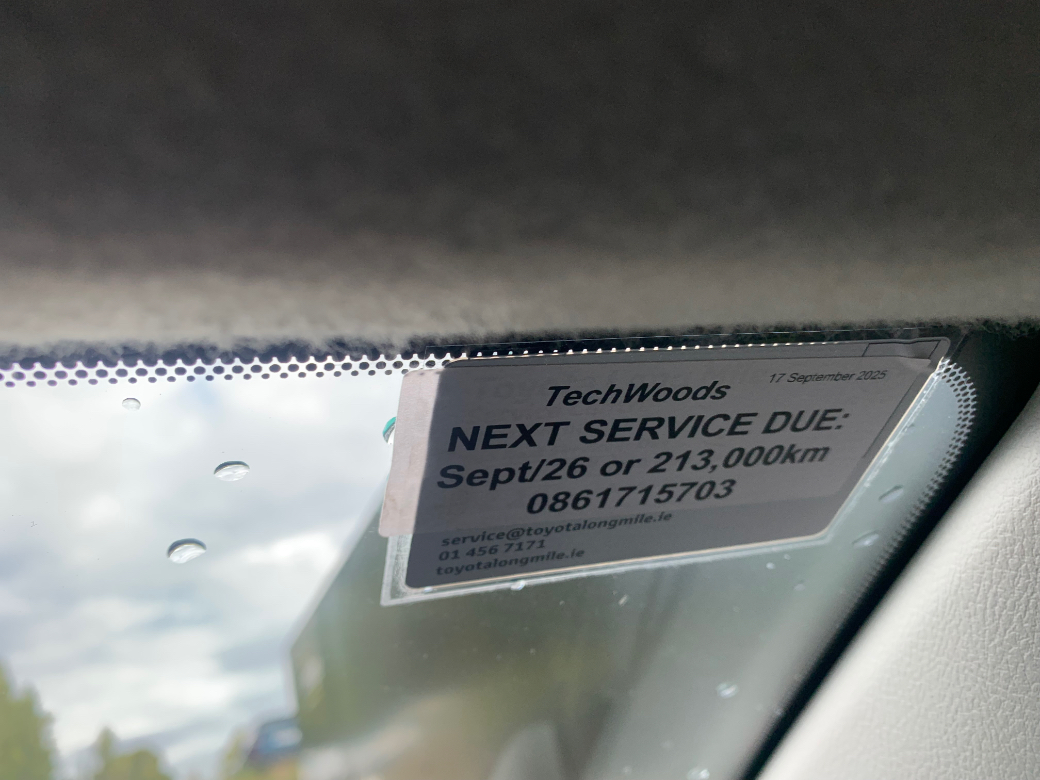 17 September 2025
TechWoods
NEXT SERVICE DUE:
Sept/26 or 213,000km
0861715703
service@toyotalongmile.ie
01 456 7171
toyotalongmile.ie